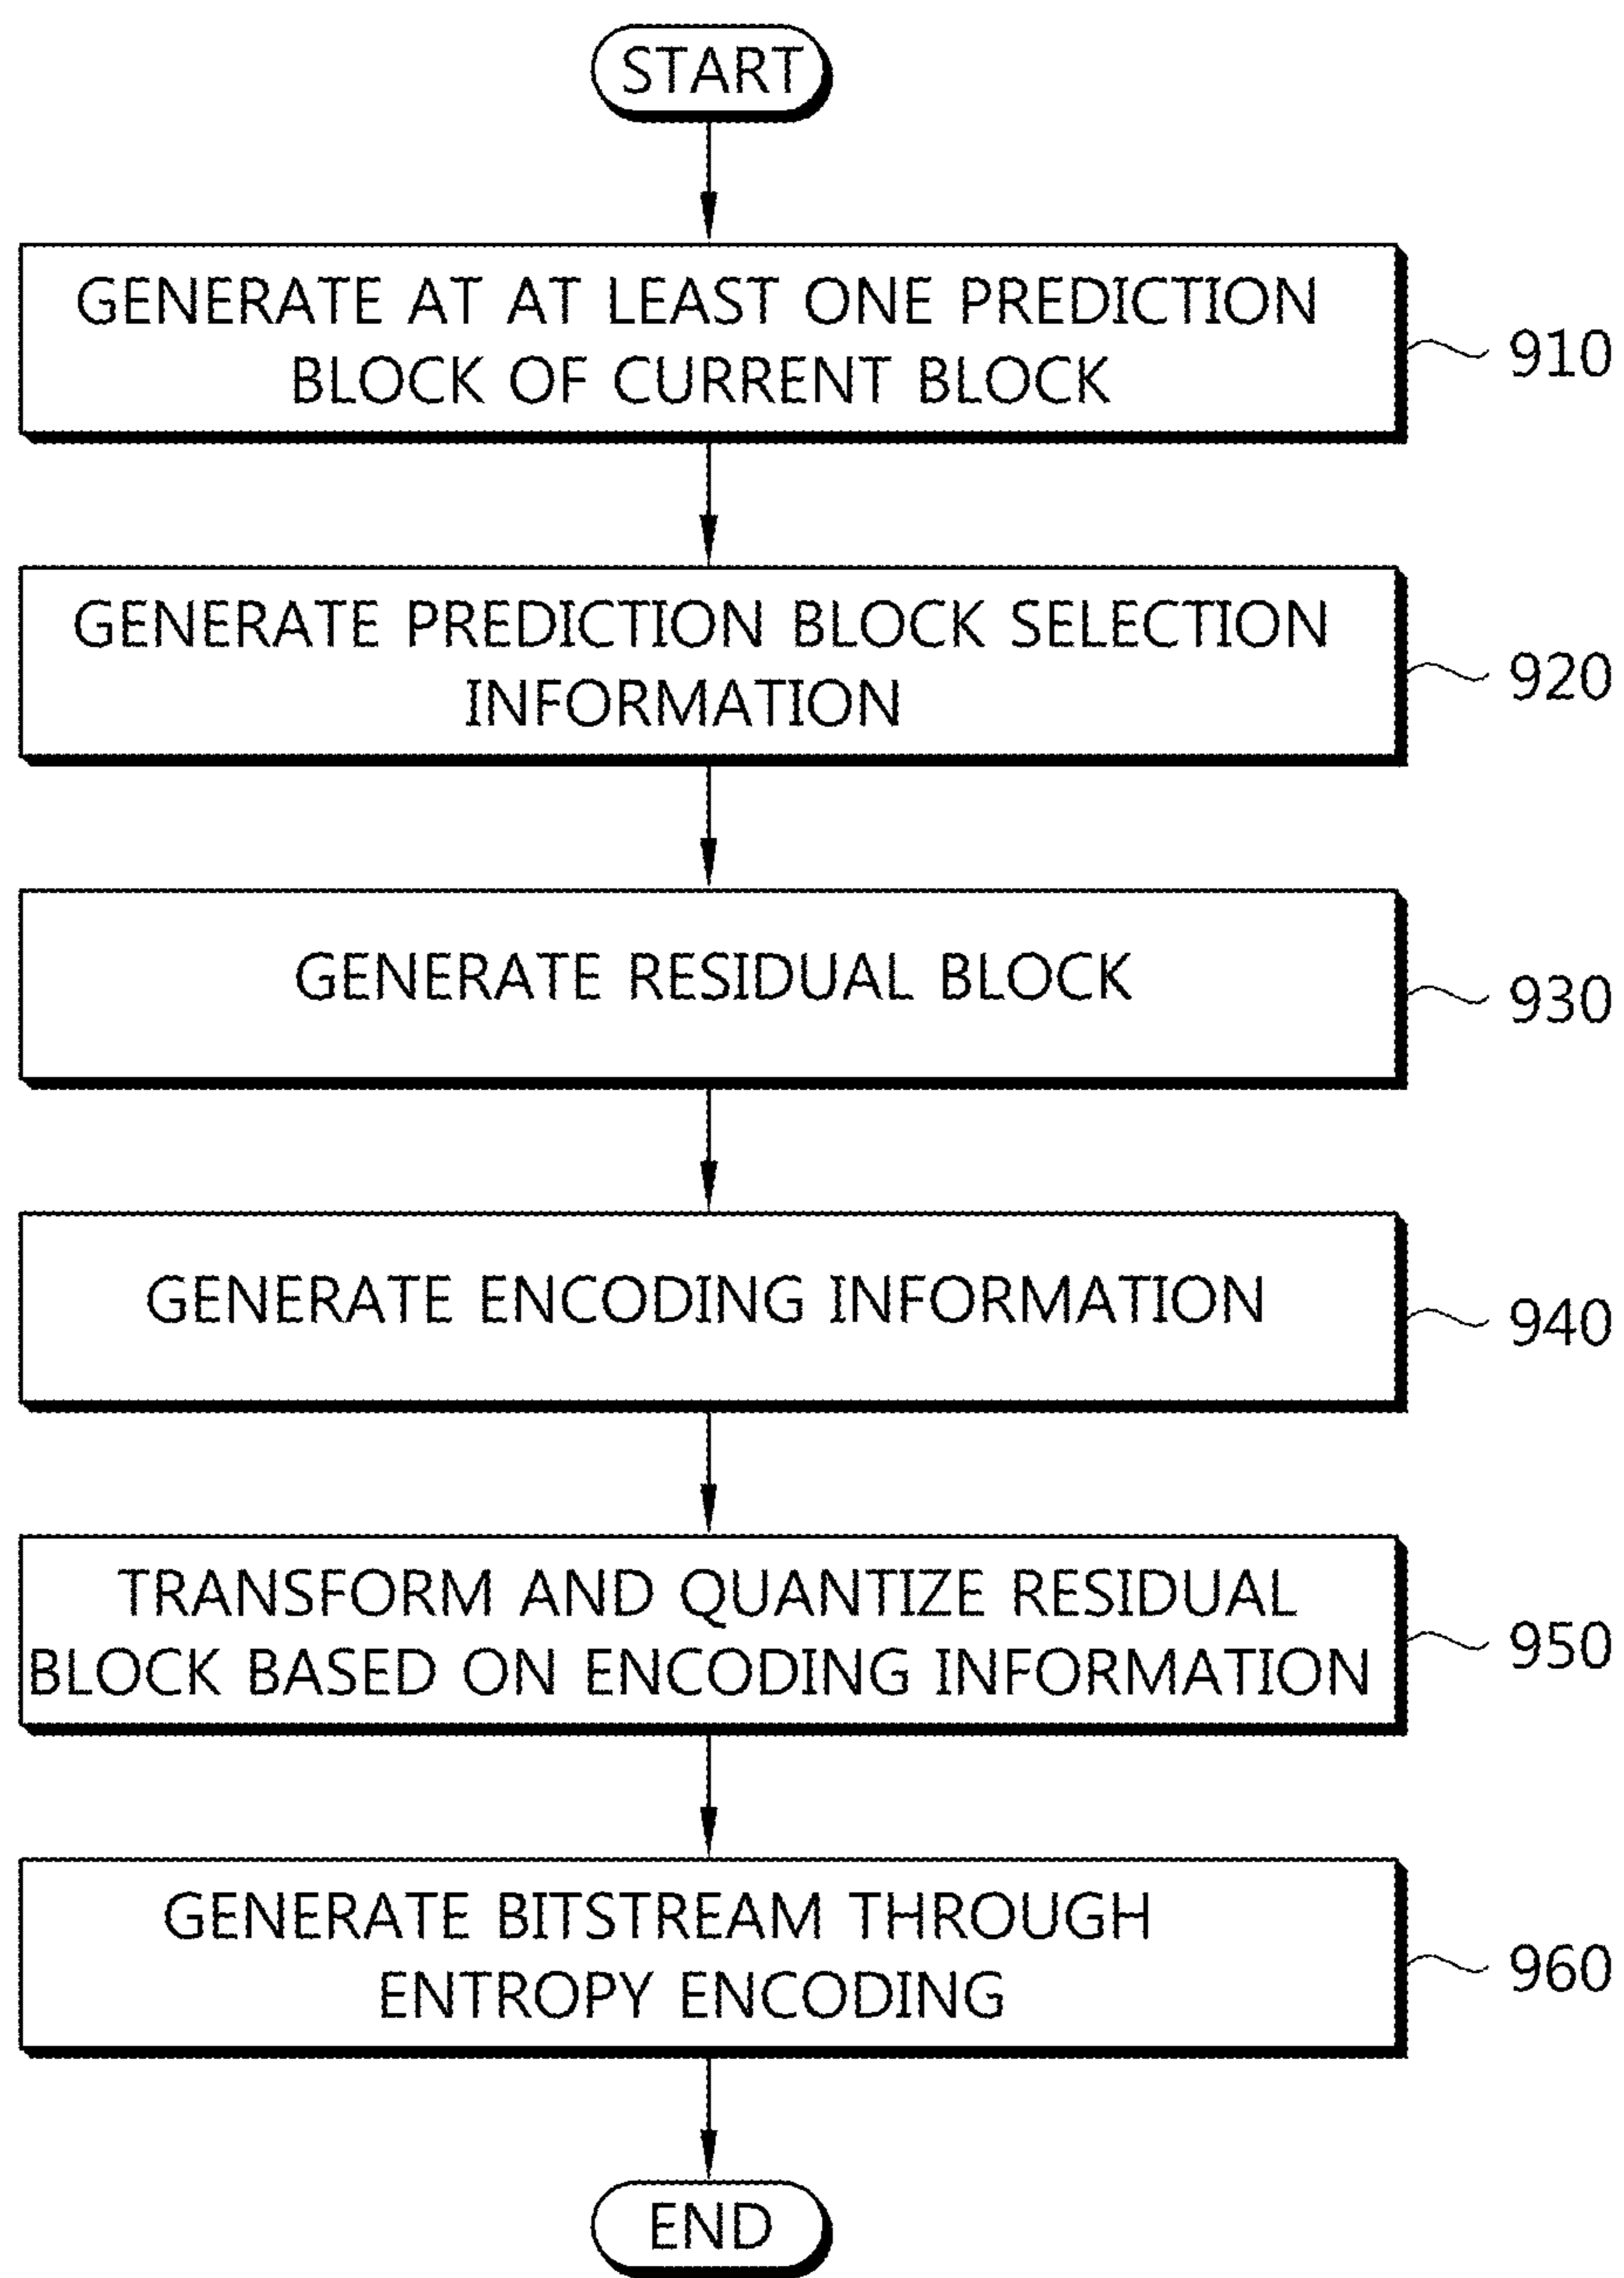 START
GENERATE AT AT LEAST ONE PREDICTION
BLOCK OF CURRENT BLOCK
910
GENERATE PREDICTION BLOCK SELECTION
INFORMATION
920
GENERATE RESIDUAL BLOCK
930
GENERATE ENCODING INFORMATION
940
TRANSFORM AND QUANTIZE RESIDUAL
BLOCK BASED ON ENCODING INFORMATION
950
GENERATE BITSTREAM THROUGH
ENTROPY ENCODING
960
END